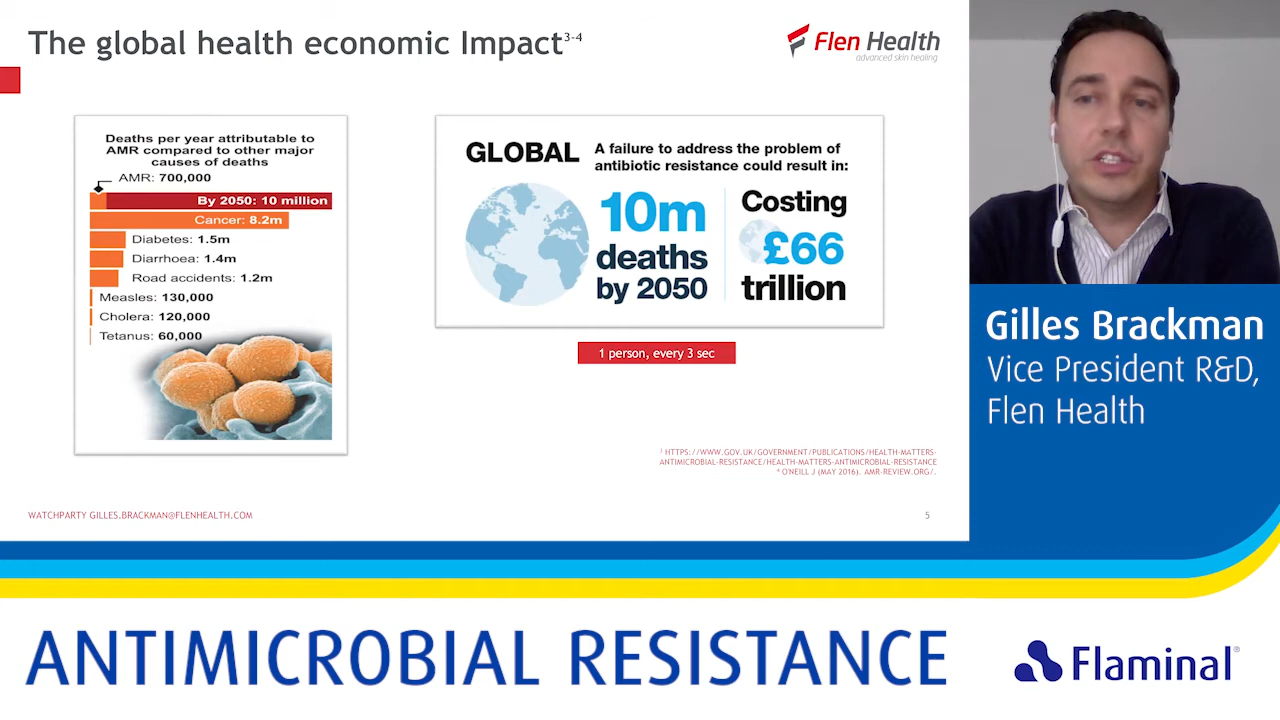 The global health economic Impact3-4
Flen Health
advanced skin healing
Deaths per year attributable to
AMR compared to other major
causes of deaths
AMR: 700,000
By 2050: 10 million
Cancer: 8.2m
Diabetes: 1.5m
Diarrhoea: 1.4m
Road accidents: 1.2m
Measles: 130,000
Cholera: 120,000
Tetanus: 60,000
GLOBAL
A failure to address the problem of
antibiotic resistance could result in:
10m
deaths
by 2050
Costing
£66
trillion
1 person, every 3 sec
HTTPS://WWW.GOV.UK/GOVERNMENT/PUBLICATIONS/HEALTH-MATTERS-
ANTIMICROBIAL-RESISTANCE/HEALTH-MATTERS-ANTIMICROBIAL-RESISTANCE
4 O'NEILL J (MAY 2016). AMR-REVIEW.ORG/.
WATCHPARTY GILLES.BRACKMAN@FLENHEALTH.COM
5
Gilles Brackman
Vice President R&D,
Flen Health
ANTIMICROBIAL RESISTANCE
Flaminal®